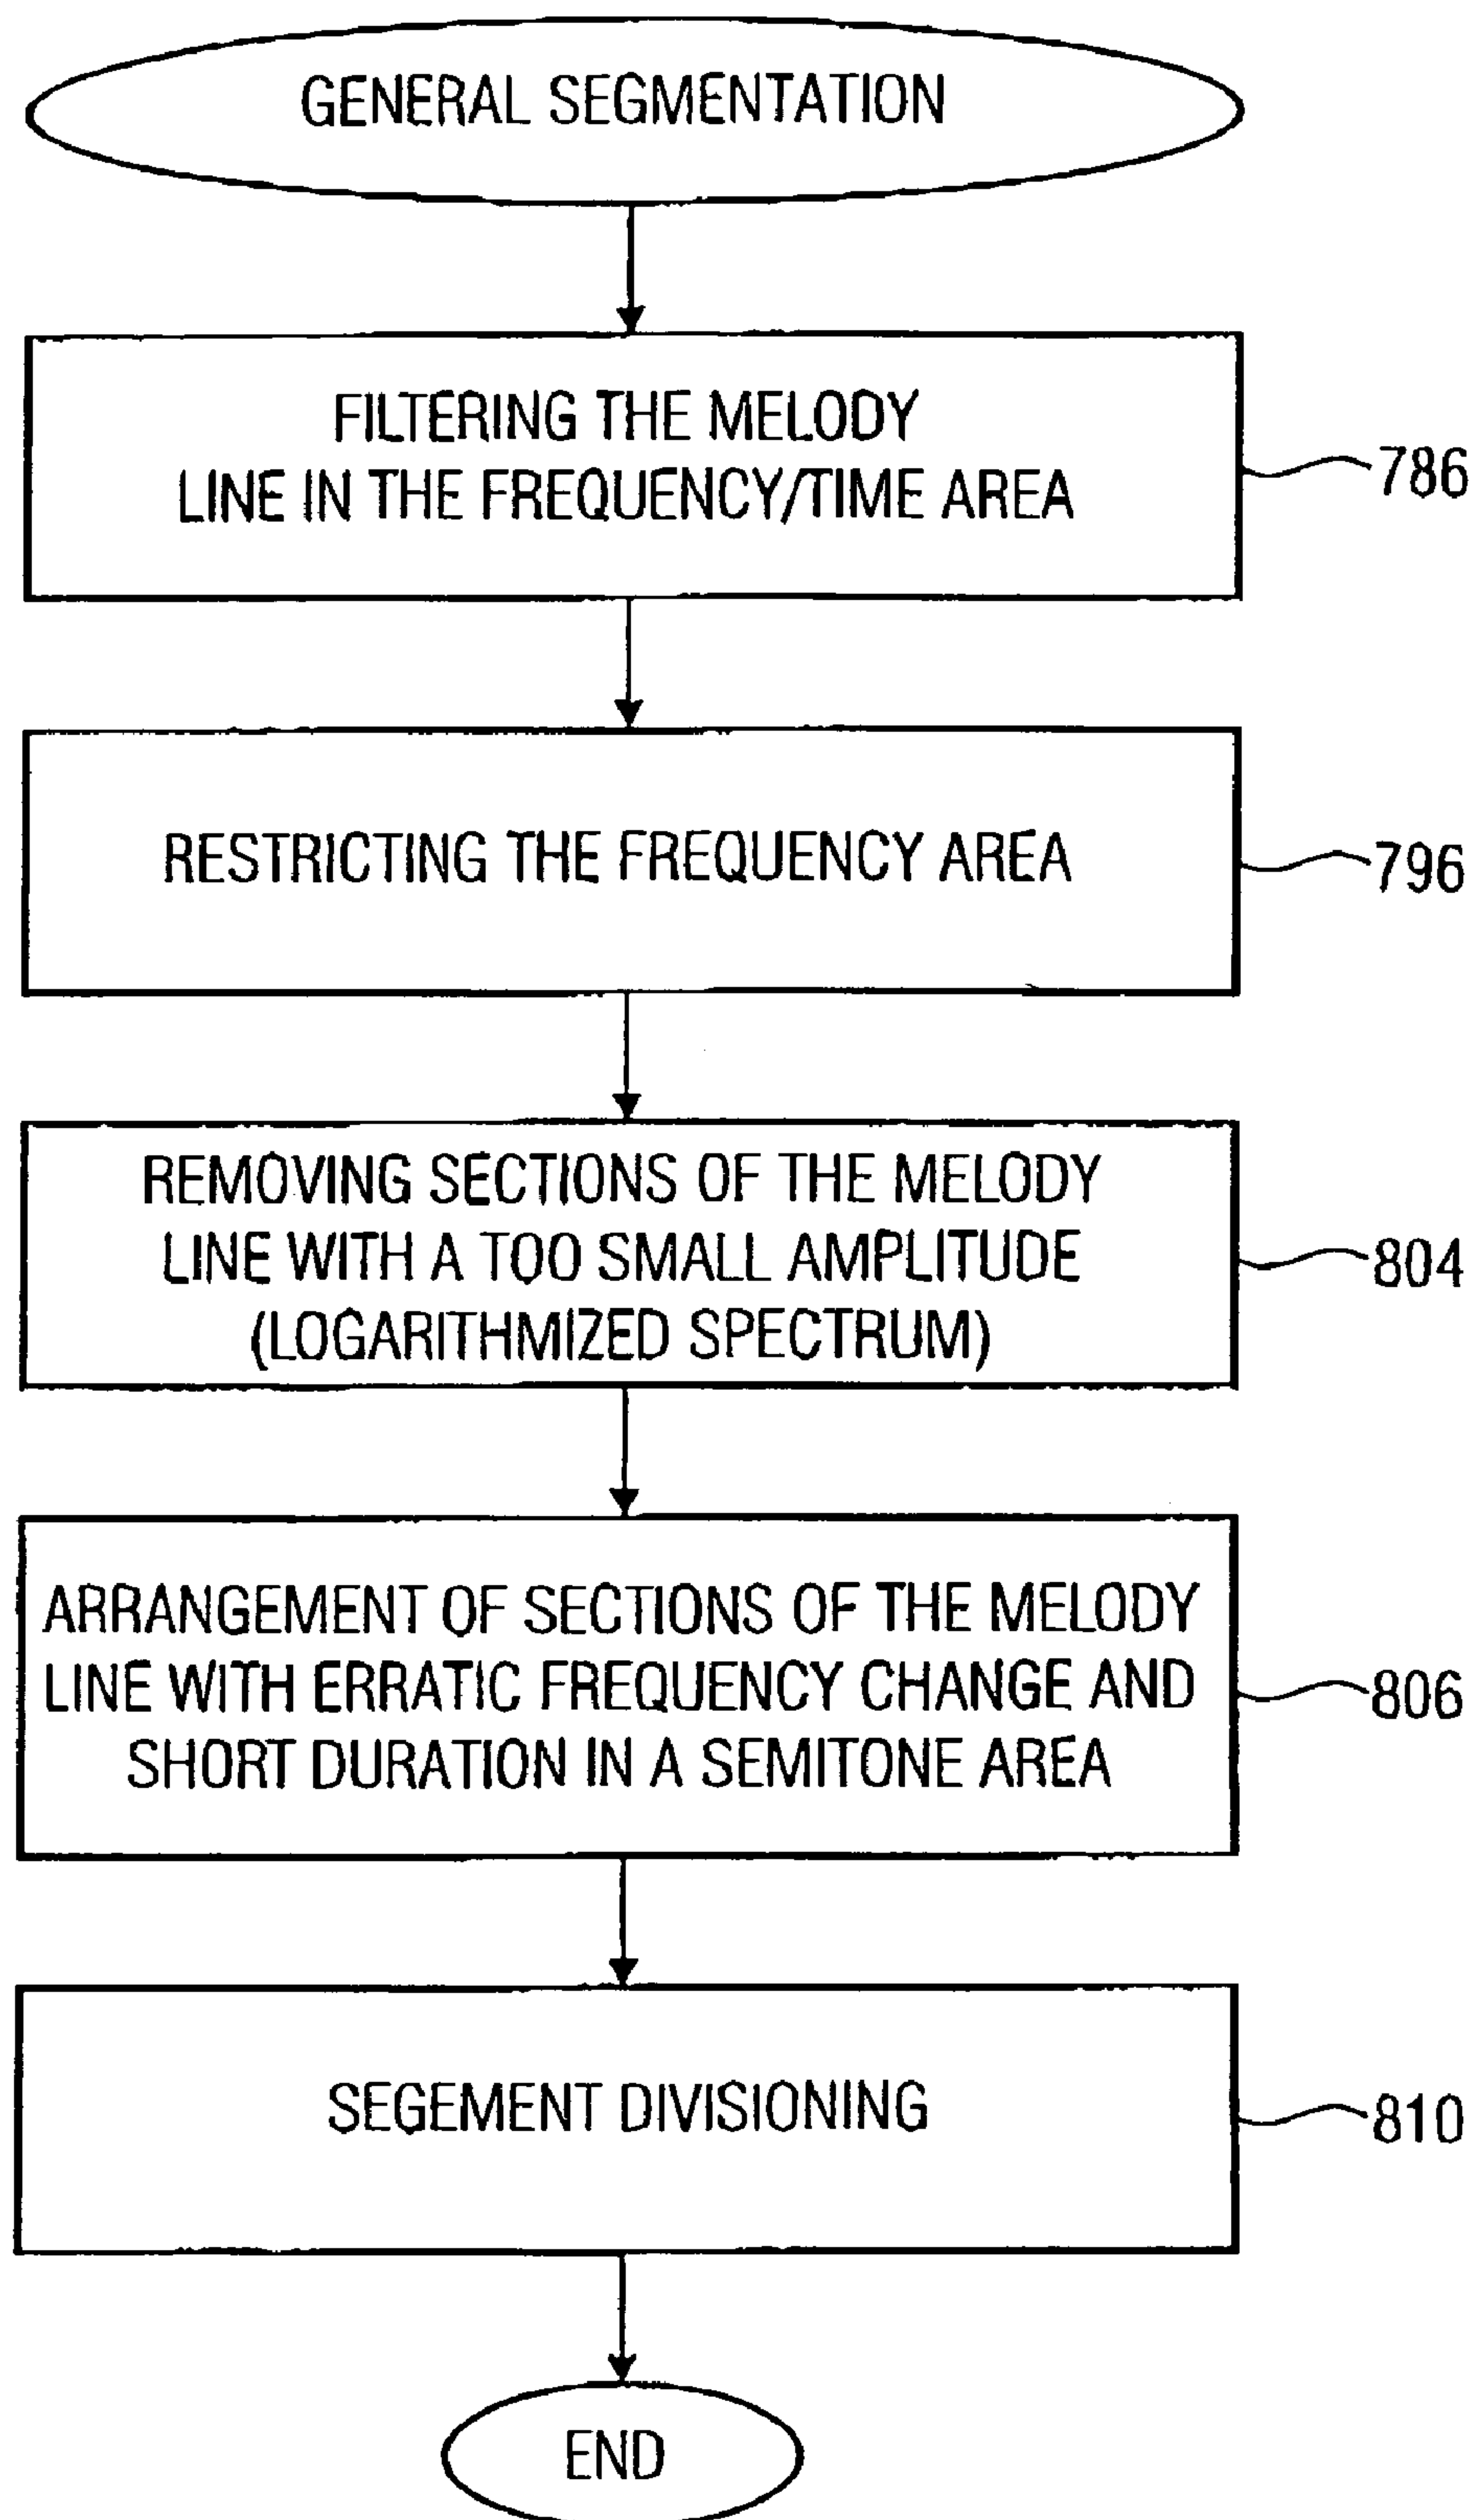 GENERAL SEGMENTATION
FILTERING THE MELODY
LINE IN THE FREQUENCY/TIME AREA
786
RESTRICTING THE FREQUENCY AREA
796
REMOVING SECTIONS OF THE MELODY
LINE WITH A TOO SMALL AMPLITUDE
(LOGARITHMIZED SPECTRUM)
804
ARRANGEMENT OF SECTIONS OF THE MELODY
LINE WITH ERRATIC FREQUENCY CHANGE AND
SHORT DURATION IN A SEMITONE AREA
806
SEGEMENT DIVISIONING
810
END